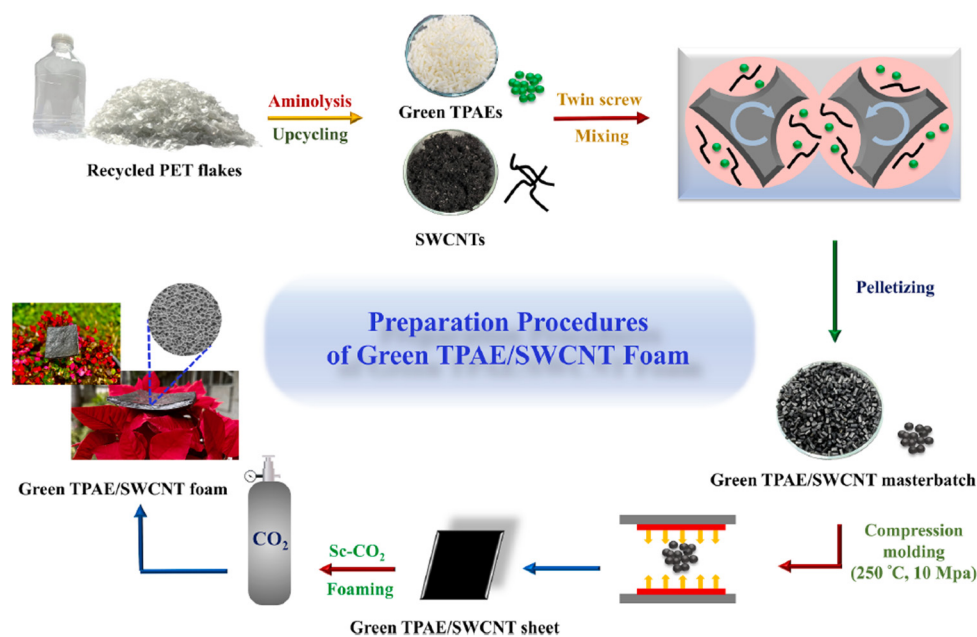 Aminolysis
Upcycling
Recycled PET flakes
Green TPAEs
SWCNTs
Twin screw
Mixing
Pelletizing
Preparation Procedures
of Green TPAE/SWCNT Foam
Green TPAE/SWCNT masterbatch
Compression
molding
(250 °C, 10 Mpa)
Green TPAE/SWCNT sheet
Sc-CO₂
Foaming
CO₂
Green TPAE/SWCNT foam